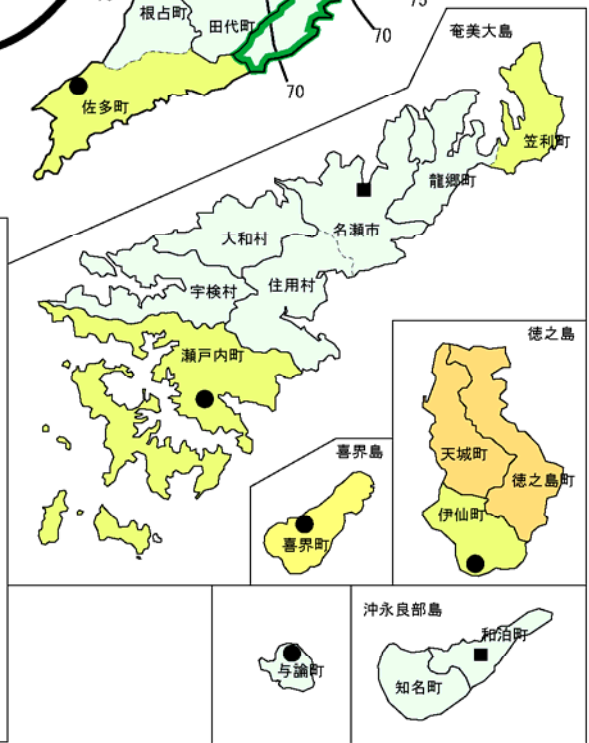 75
根占町
田代町
70
70
佐多町
奄美大島
笠利町
龍郷町
名瀬市
大和村
住用村
宇検村
瀬戸内町
徳之島
天城町
徳之島町
伊仙町
喜界島
喜界町
与論町
沖永良部島
和泊町
知名町